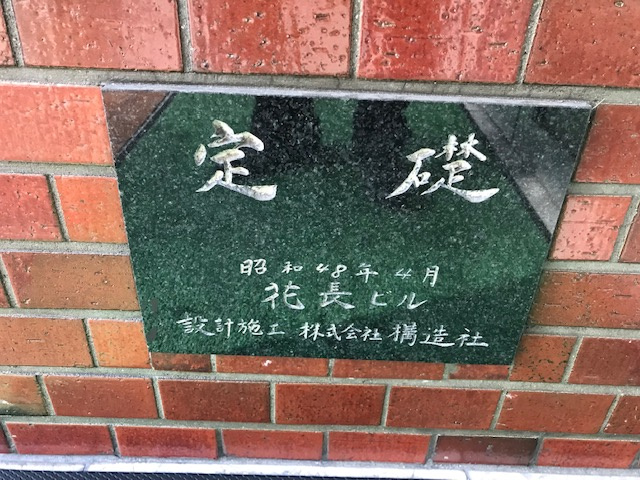 定礎
昭和48年4月
花長ビル
設計施工 株式会社 構造社